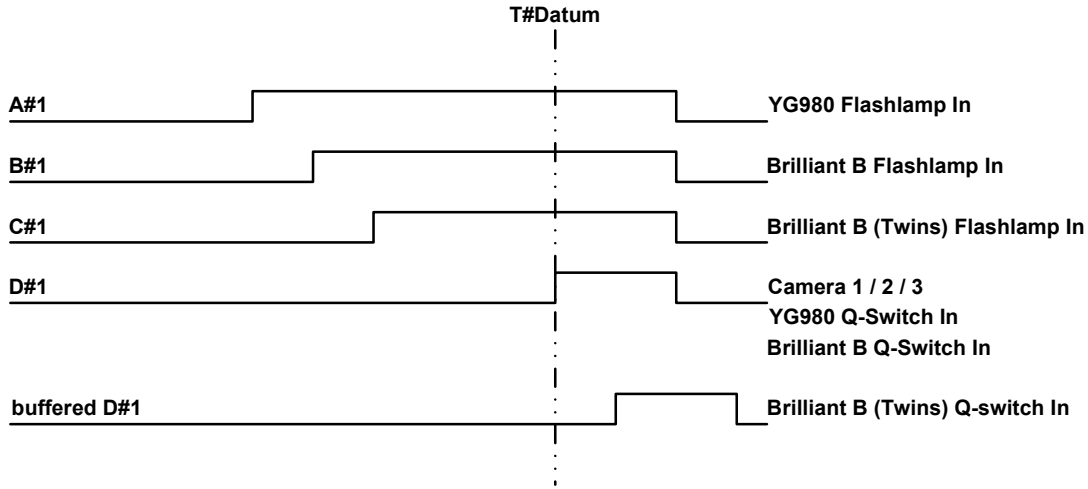 T#Datum
A#1 YG980 Flashlamp In
B#1 Brilliant B Flashlamp In
C#1 Brilliant B (Twins) Flashlamp In
D#1 Camera 1 / 2 / 3
YG980 Q-Switch In
Brilliant B Q-Switch In
buffered D#1 Brilliant B (Twins) Q-switch In